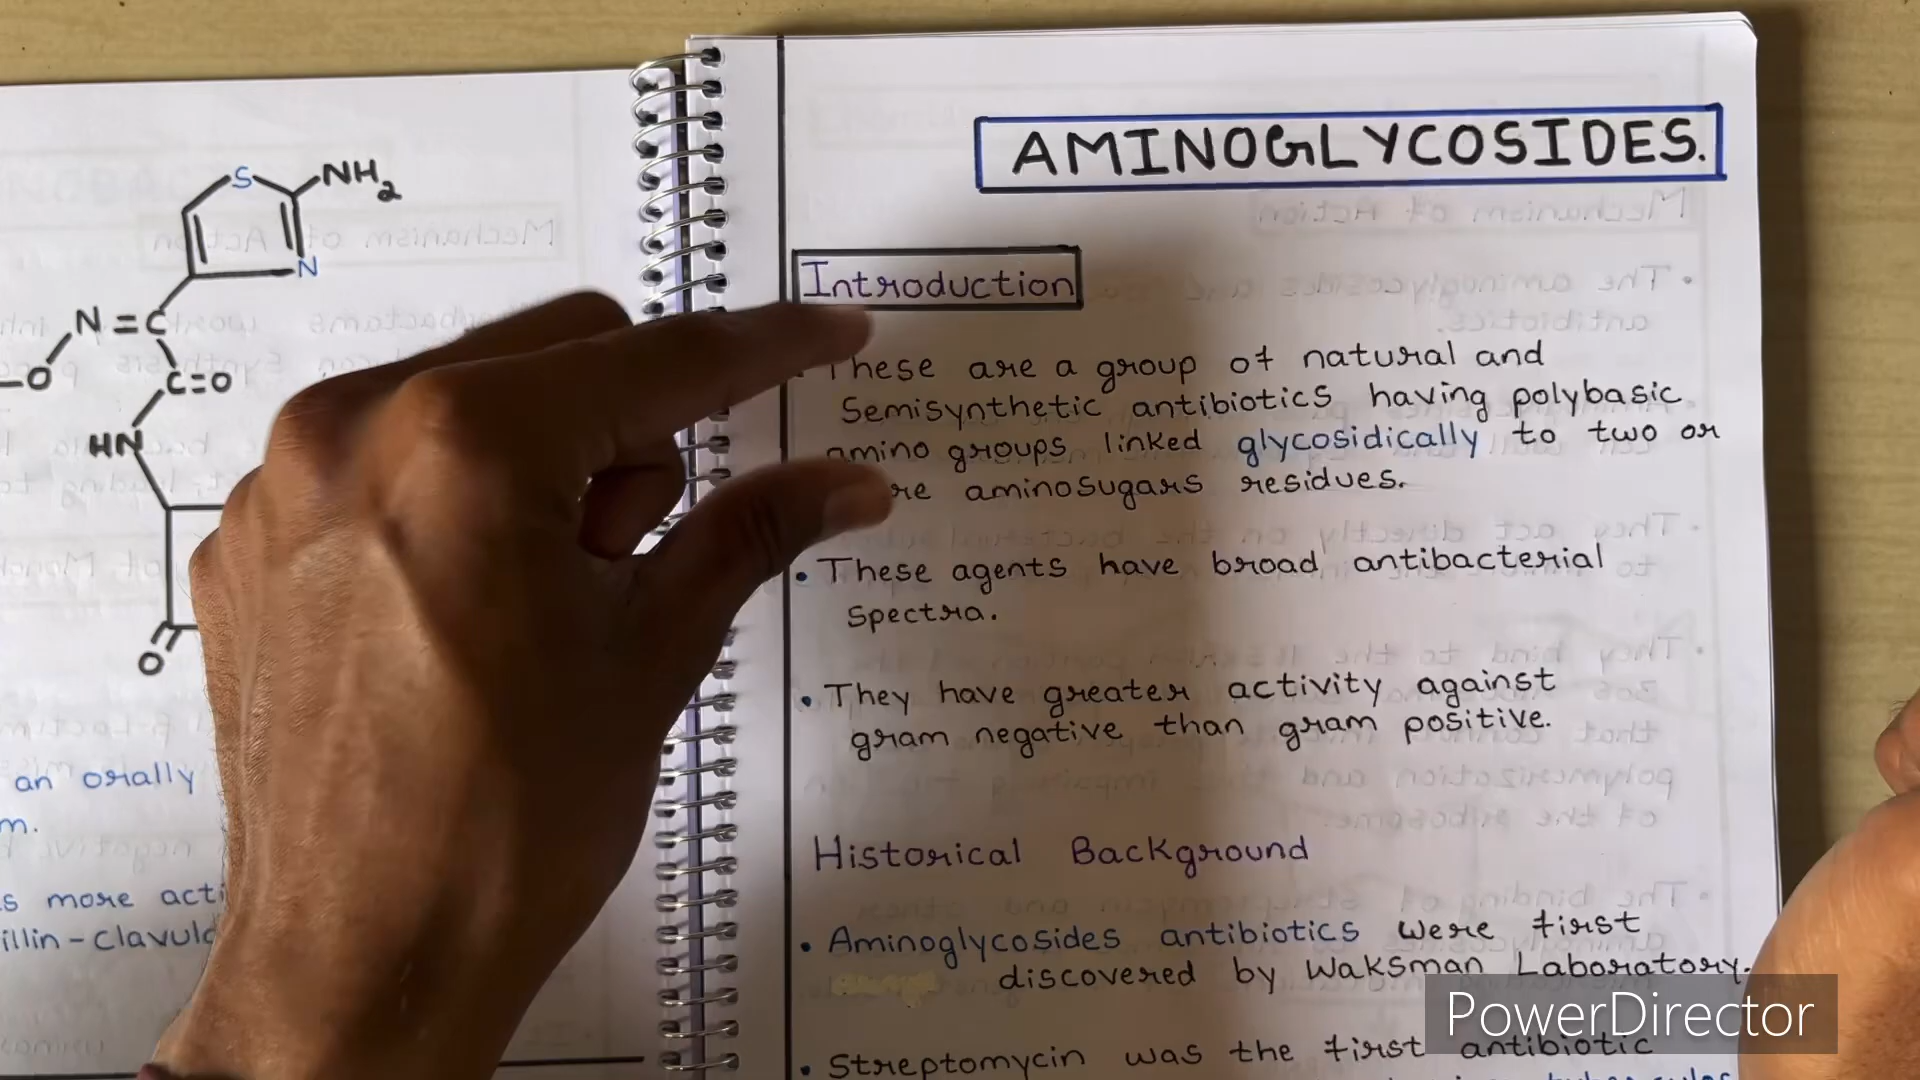 S
NH2
N
N=C
O
C=O
HN
O
an orally
m.
s more acti
illin-clavula
AMINOGLYCOSIDES.
Introduction
These are a group of natural and
Semisynthetic antibiotics having polybasic
amino groups linked glycosidically to two or
re aminosugars residues.
• These agents have broad antibacterial
Spectra.
• They have greater activity against
gram negative than gram positive.
Historical Background
• Aminoglycosides antibiotics were first
discovered by Waksman Laboratory.
• Streptomycin was the first antibiotic
PowerDirector